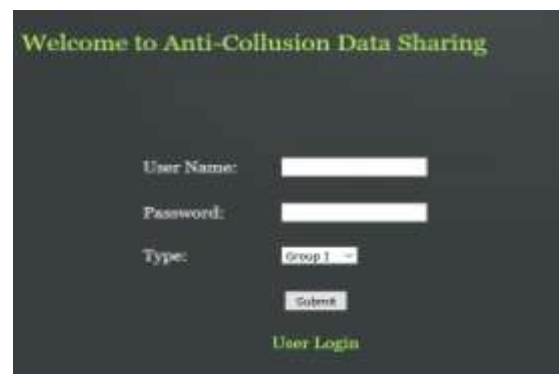 Welcome to Anti-Collusion Data Sharing
User Name:
Password:
Type: Group 1
Submit
User Login